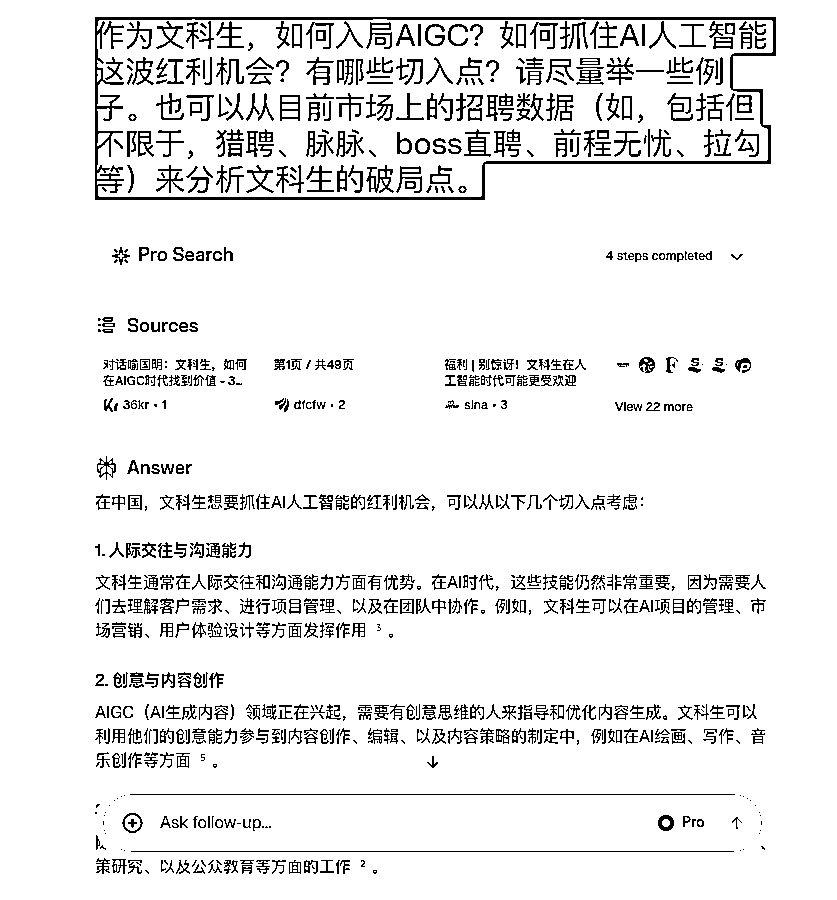 作为文科生，如何入局AIGC？如何抓住AI人工智能
这波红利机会？有哪些切入点？请尽量举一些例
子。也可以从目前市场上的招聘数据（如，包括但
不限于，猎聘、脉脉、boss直聘、前程无忧、拉勾
等）来分析文科生的破局点。
Pro Search
4 steps completed
Sources
对话喻国明：文科生，如何
在AIGC时代找到价值 - 3...
36kr · 1
第1页 / 共49页
dfcfw · 2
福利 | 别惊讶！文科生在人
工智能时代可能更受欢迎
sina · 3
View 22 more
Answer
在中国，文科生想要抓住AI人工智能的红利机会，可以从以下几个切入点考虑：
1. 人际交往与沟通能力
文科生通常在人际交往和沟通能力方面有优势。在AI时代，这些技能仍然非常重要，因为需要人
们去理解客户需求、进行项目管理、以及在团队中协作。例如，文科生可以在AI项目的管理、市
场营销、用户体验设计等方面发挥作用 3 。
2. 创意与内容创作
AIGC（AI生成内容）领域正在兴起，需要有创意思维的人来指导和优化内容生成。文科生可以
利用他们的创意能力参与到内容创作、编辑、以及内容策略的制定中，例如在AI绘画、写作、音
乐创作等方面 5 。
Ask follow-up...
Pro
策研究、以及公众教育等方面的工作 2 。